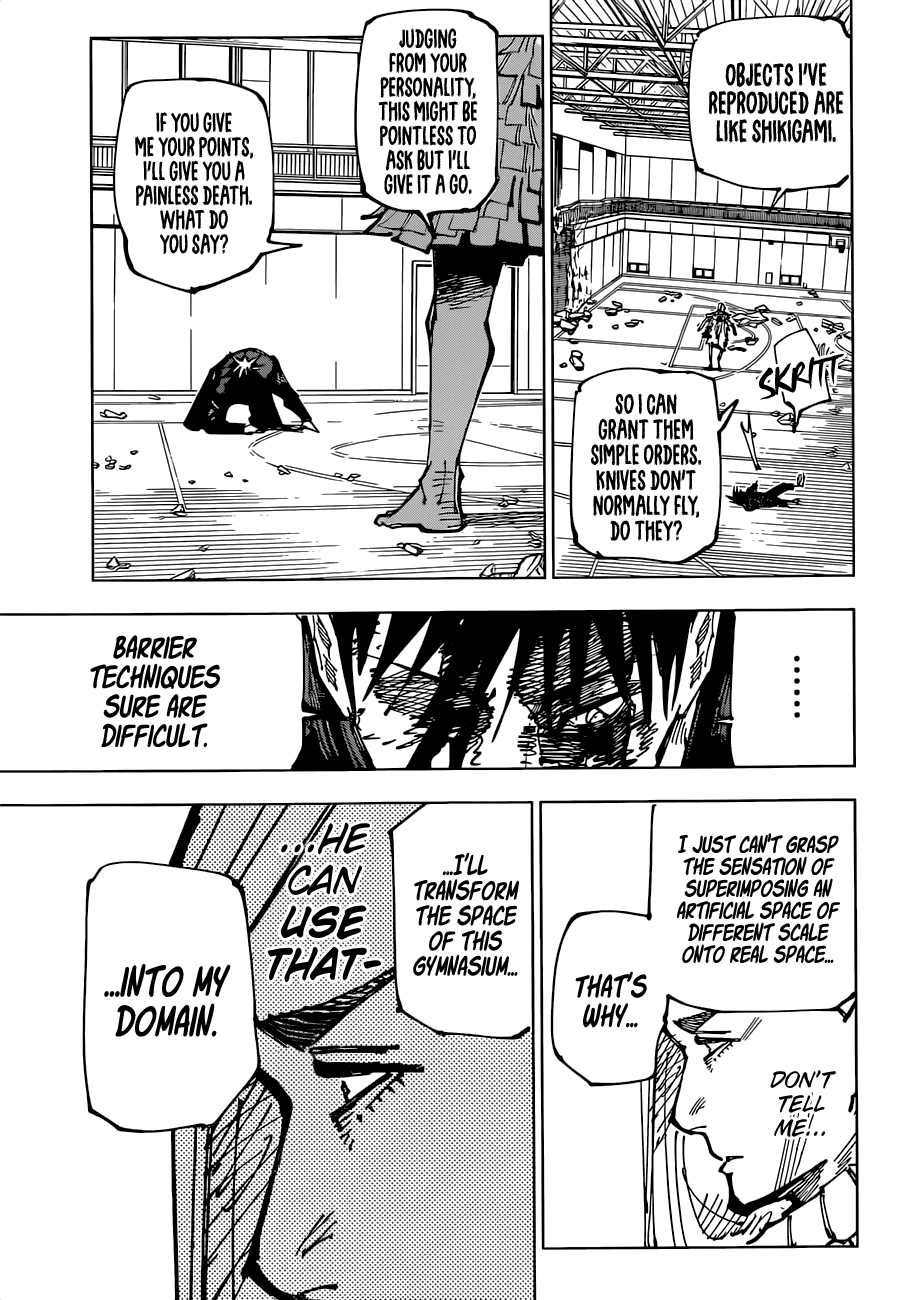 OBJECTS I'VE
REPRODUCED ARE
LIKE SHIKIGAMI.
SKRITT
SO I CAN
GRANT THEM
SIMPLE ORDERS.
KNIVES DON'T
NORMALLY FLY,
DO THEY?
JUDGING
FROM YOUR
PERSONALITY,
THIS MIGHT BE
POINTLESS TO
ASK BUT I'LL
GIVE IT A GO.
IF YOU GIVE
ME YOUR POINTS,
I'LL GIVE YOU A
PAINLESS DEATH.
WHAT DO
YOU SAY?
.....
BARRIER
TECHNIQUES
SURE ARE
DIFFICULT.
I JUST CAN'T GRASP
THE SENSATION OF
SUPERIMPOSING AN
ARTIFICIAL SPACE OF
DIFFERENT SCALE
ONTO REAL SPACE...
THAT'S
WHY...
DON'T
TELL
ME!..
...I'LL
TRANSFORM
THE SPACE
OF THIS
GYMNASIUM...
...HE
CAN
USE
THAT-
...INTO MY
DOMAIN.